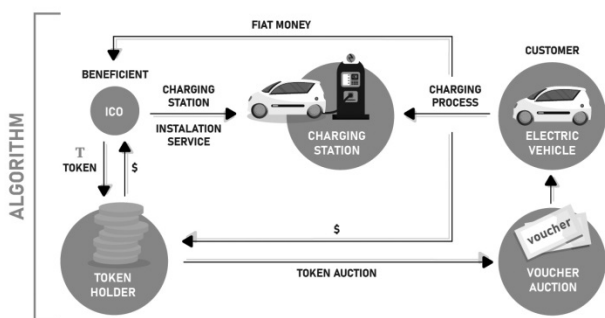 FIAT MONEY
CUSTOMER
BENEFICIENT
ICO
CHARGING
STATION
INSTALATION
SERVICE
CHARGING
STATION
CHARGING
PROCESS
ELECTRIC
VEHICLE
T
TOKEN
$
ALGORITHM
$
voucher
TOKEN
HOLDER
TOKEN AUCTION
VOUCHER
AUCTION